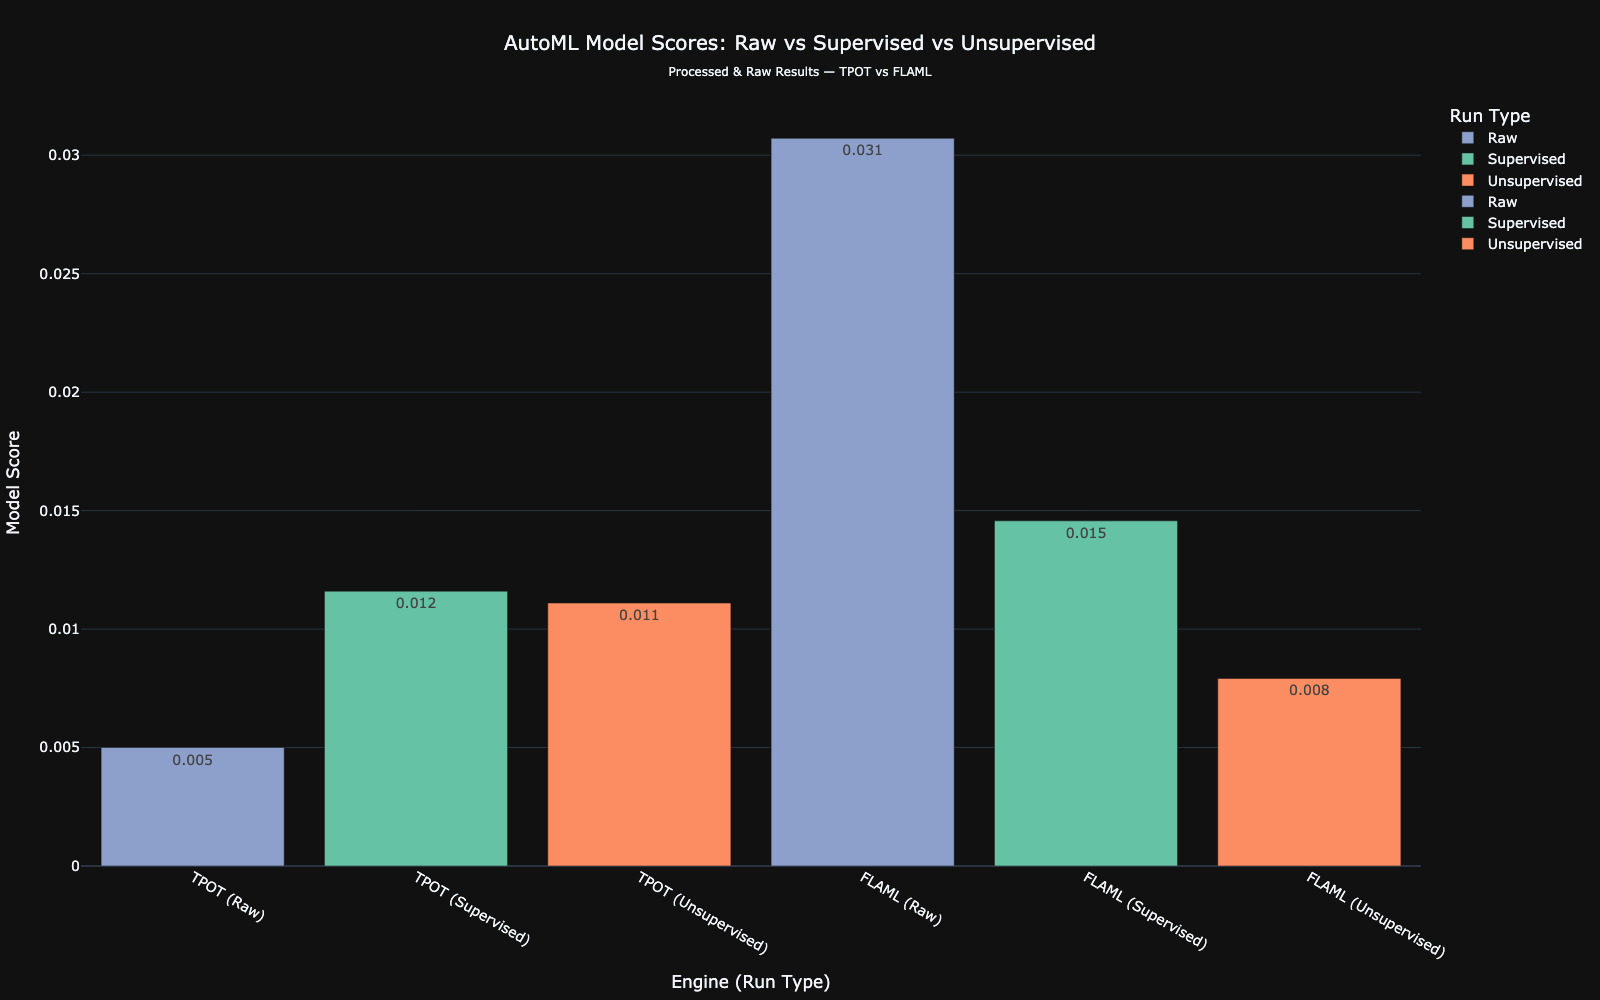 AutoML Model Scores: Raw vs Supervised vs Unsupervised
Processed & Raw Results — TPOT vs FLAML
Run Type
Raw
Supervised
Unsupervised
Raw
Supervised
Unsupervised
Model Score
0.03
0.025
0.02
0.015
0.01
0.005
0
0.005
0.012
0.011
0.031
0.015
0.008
TPOT (Raw)
TPOT (Supervised)
TPOT (Unsupervised)
FLAML (Raw)
FLAML (Supervised)
FLAML (Unsupervised)
Engine (Run Type)